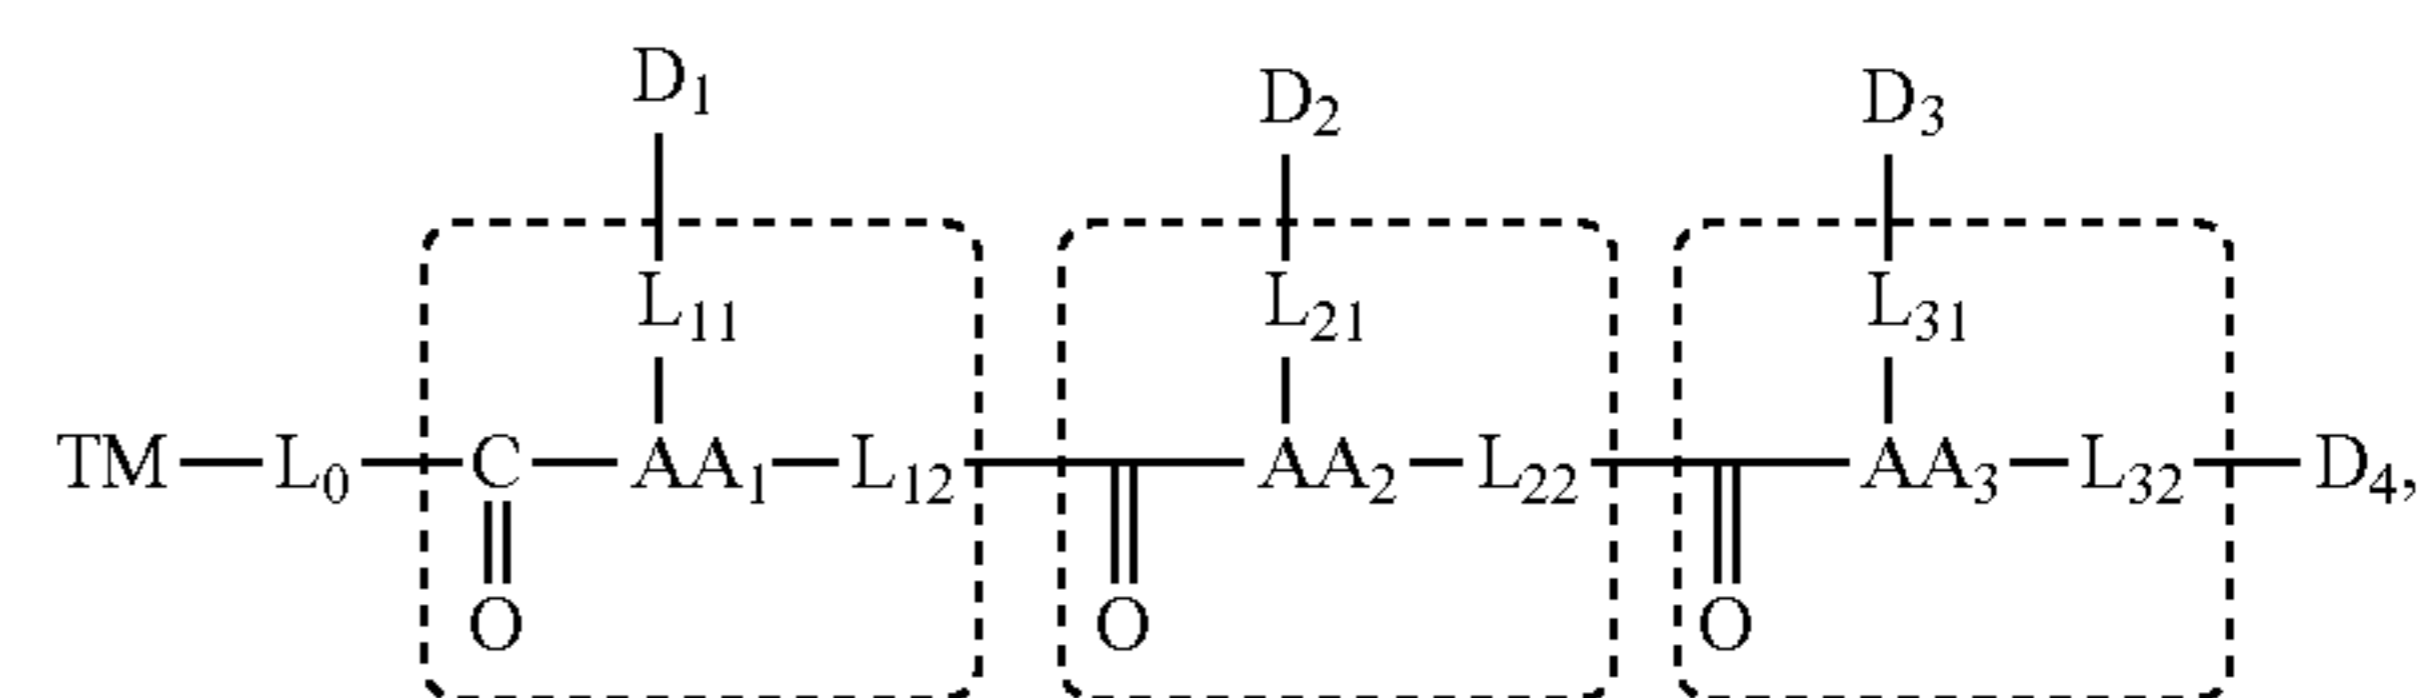 D₁ D₂ D₃
L₁₁ L₂₁ L₃₁
TM—L₀—C—AA₁—L₁₂—AA₂—L₂₂—AA₃—L₃₂—D₄,
O O O